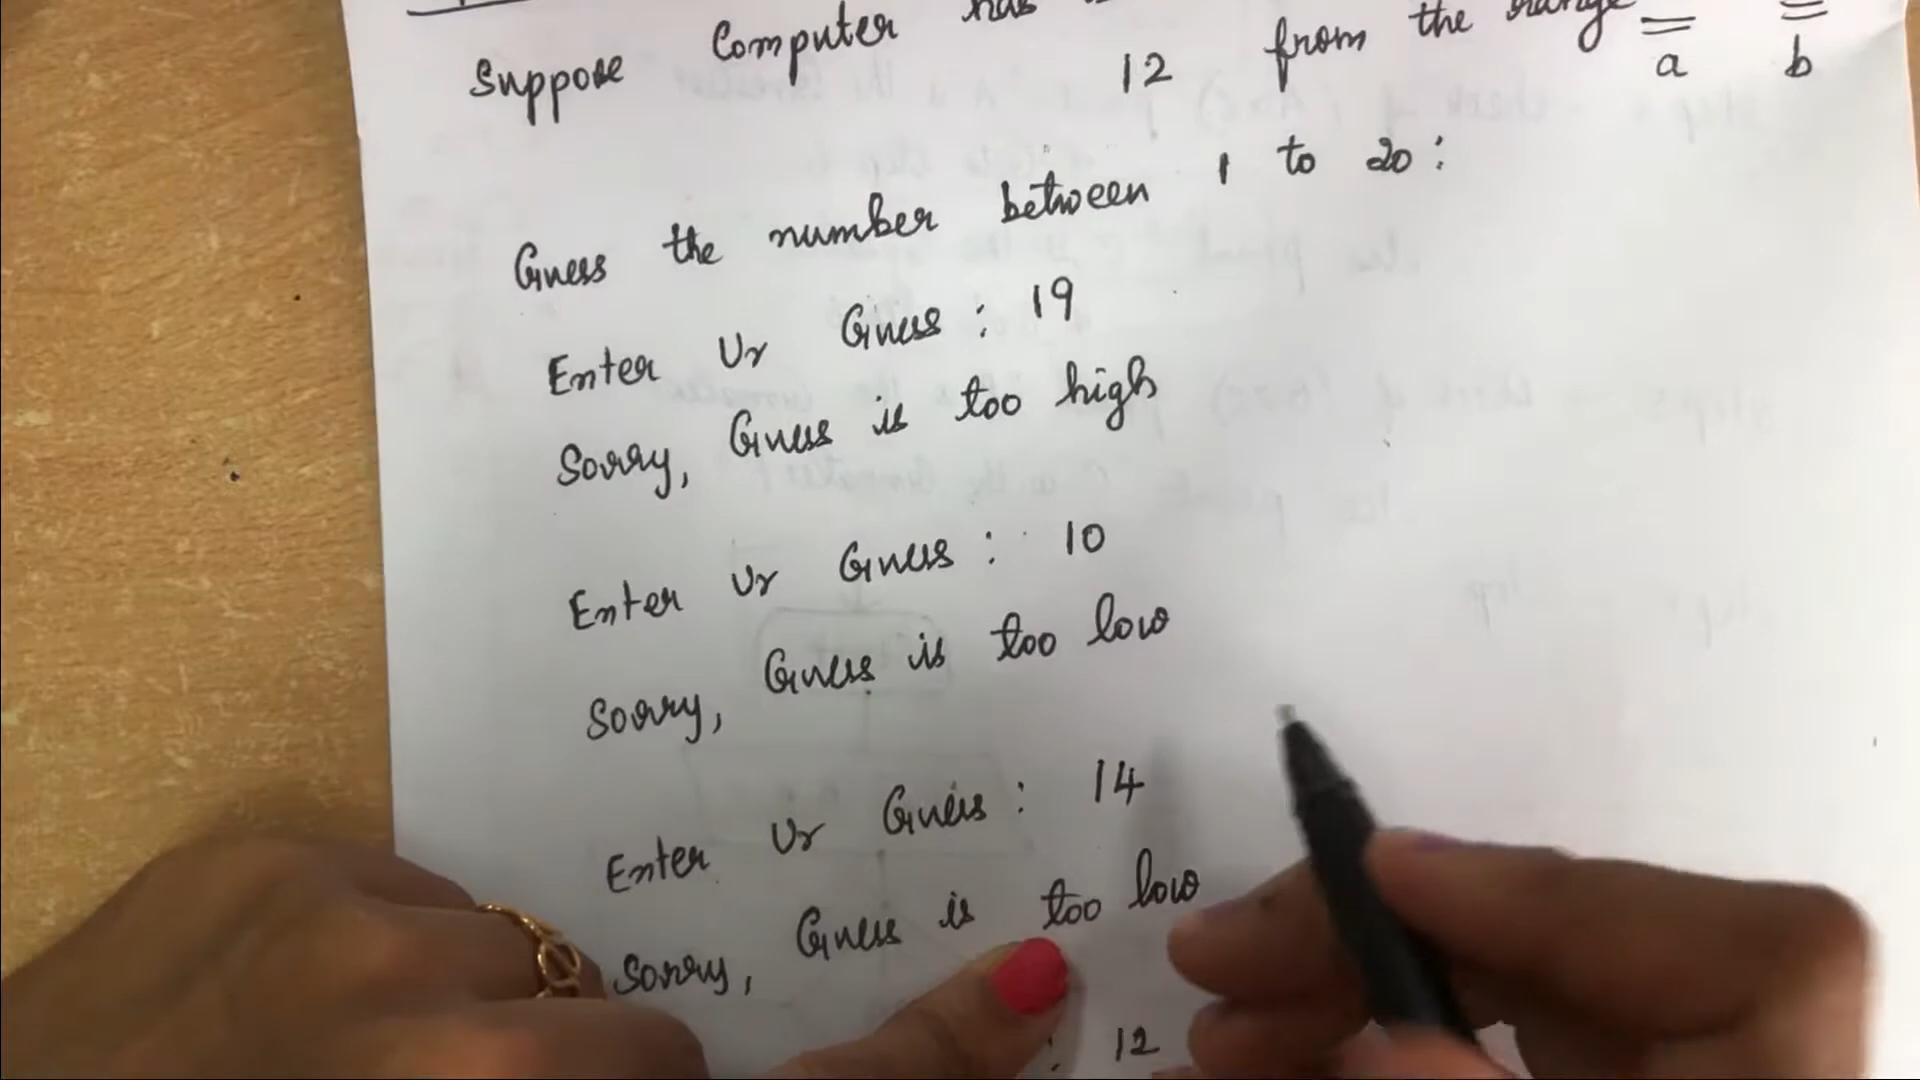 Suppose Computer has
12 from the range a b
Guess the number between 1 to 20:
Enter Ur Guess: 19
Sorry, Guess is too high
Enter Ur Guess: 10
Sorry, Guess is too low
Enter Ur Guess: 14
Sorry, Guess is too low
: 12